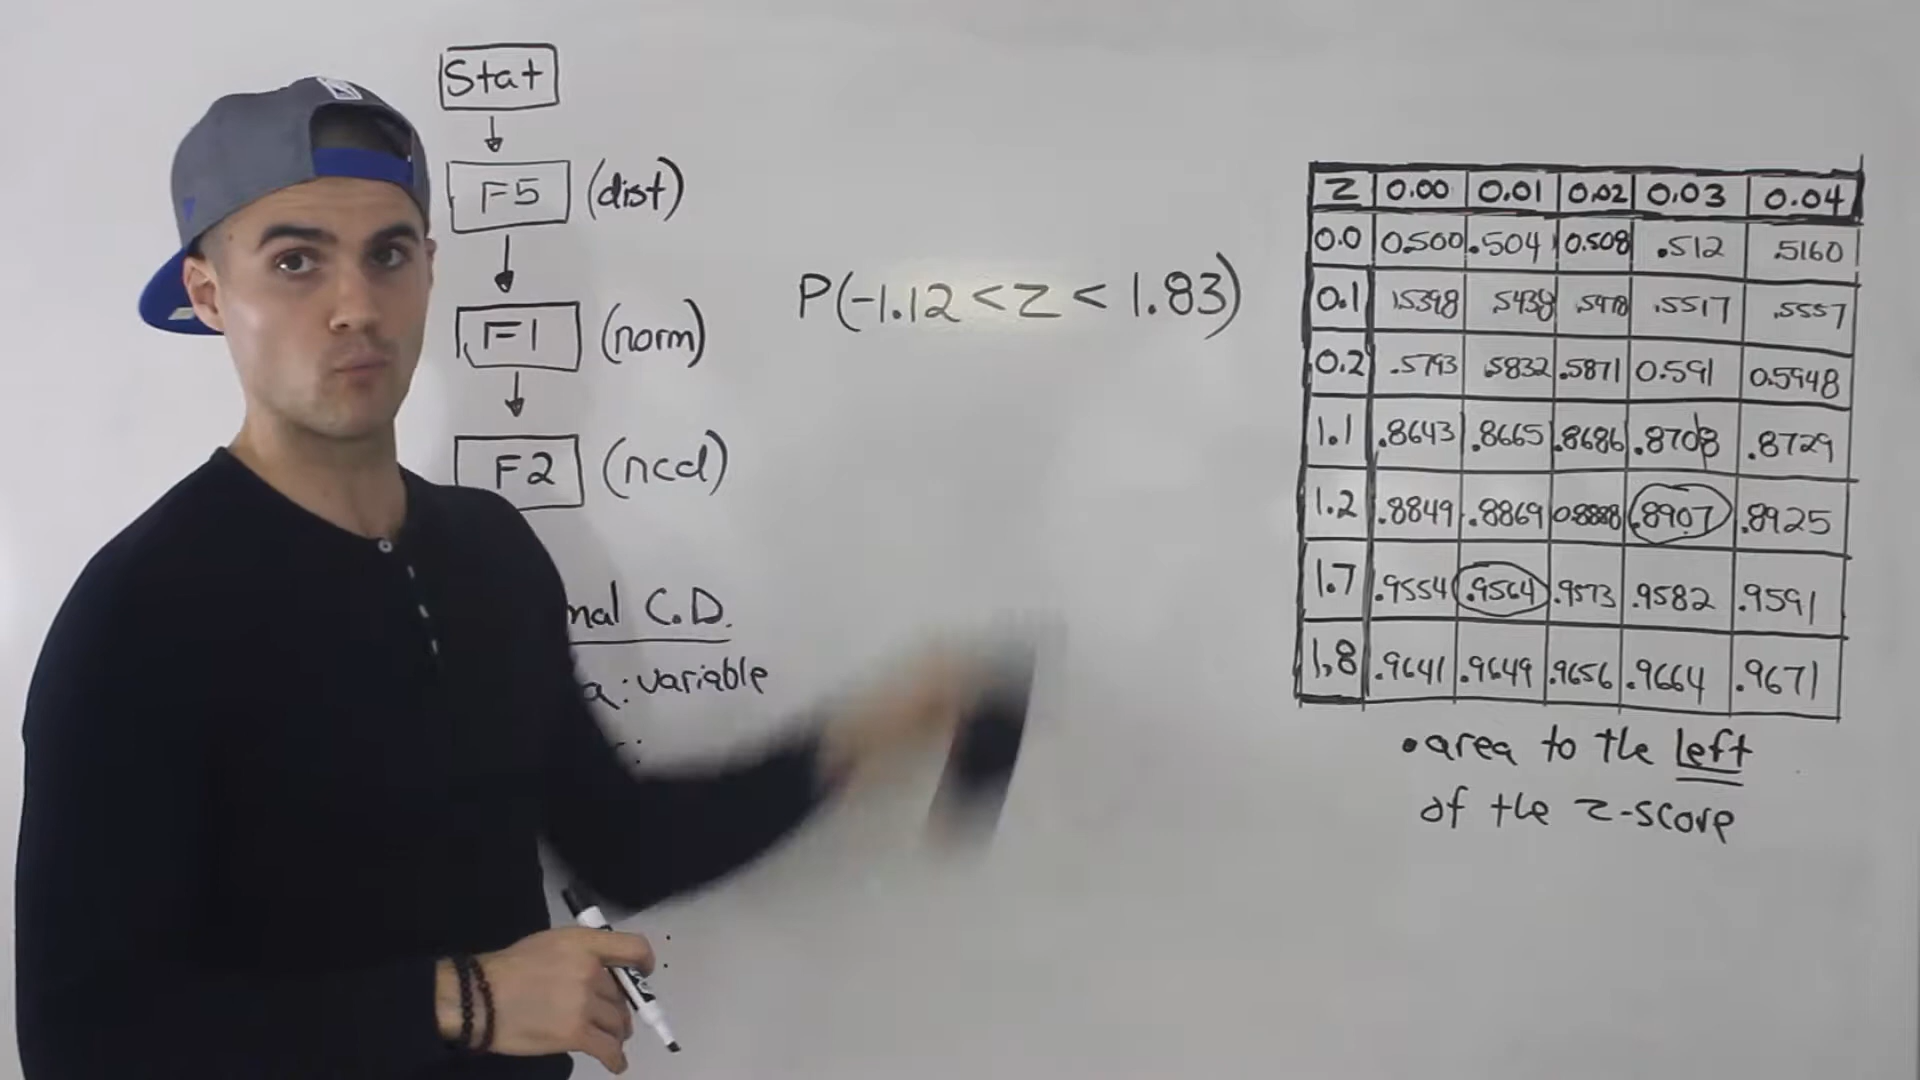 Stat
F5 (dist)
F1 (norm)
F2 (ncd)
C.D.
: variable
P(-1.12 < z < 1.83)
z 0.00 0.01 0.02 0.03 0.04
0.0 0.500 .504 0.508 .512 .5160
0.1 .5398 .5438 .5478 .5517 .5557
0.2 .5793 .5832 .5871 0.591 0.5948
1.1 .8643 .8665 .8686 .8708 .8729
1.2 .8849 .8869 0.8888 .8907 .8925
1.7 .9554 .9564 .9573 .9582 .9591
1.8 .9641 .9649 .9656 .9664 .9671
• area to the left
of the z-score